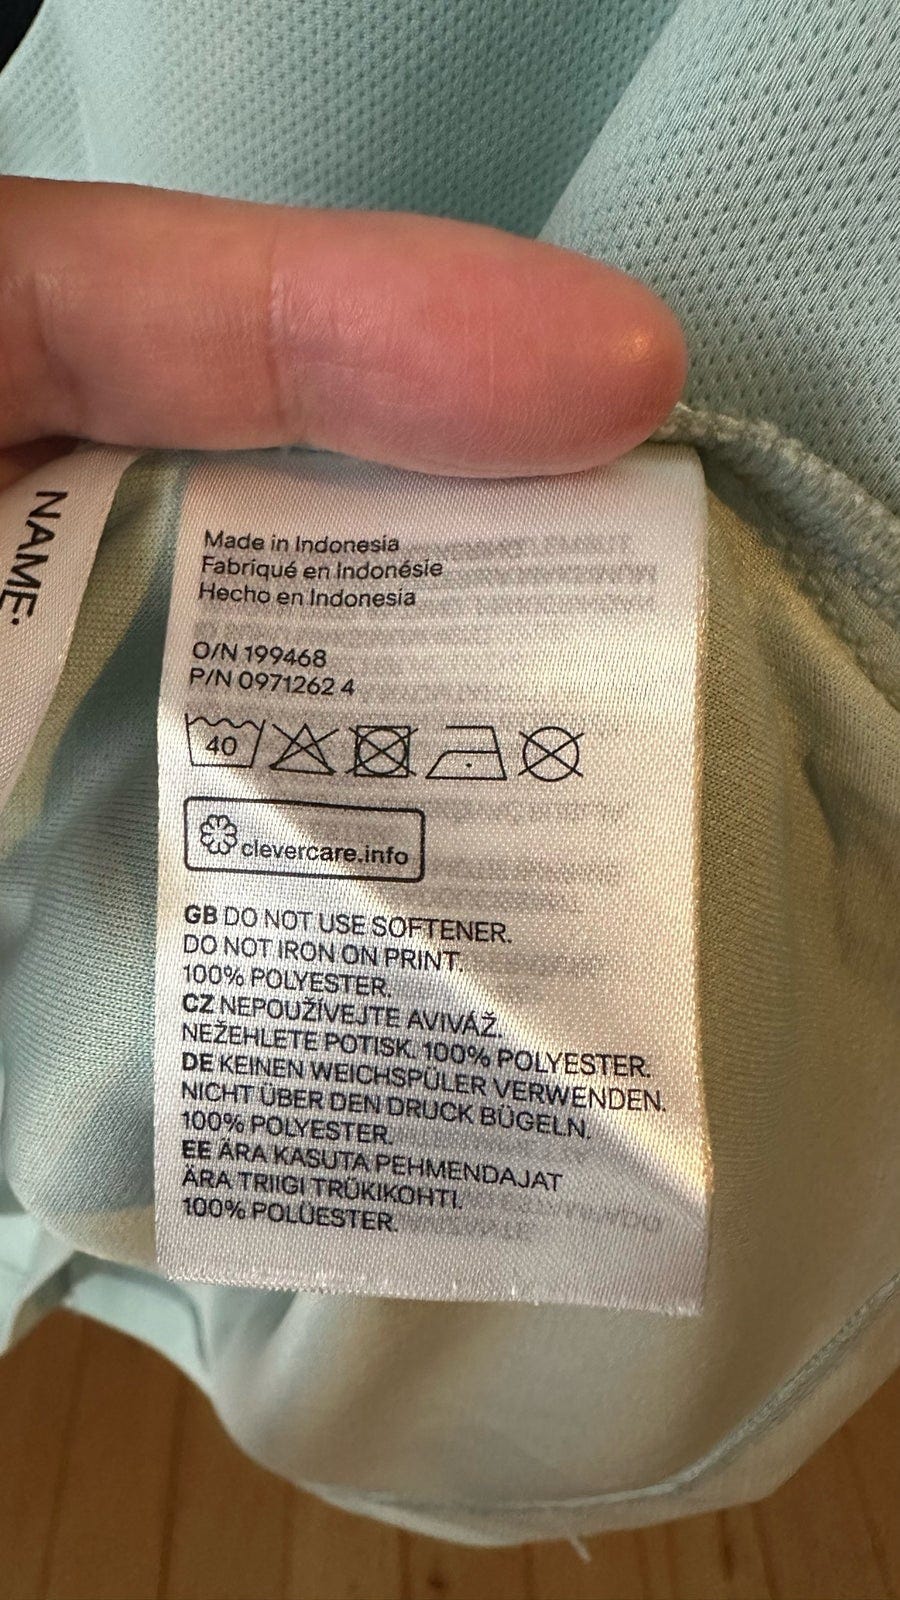 NAME:
Made in Indonesia
Fabriqué en Indonésie
Hecho en Indonesia
O/N 199468
P/N 0971262 4
40
clevercare.info
GB DO NOT USE SOFTENER.
DO NOT IRON ON PRINT.
100% POLYESTER.
CZ NEPOUŽÍVEJTE AVIVÁŽ.
NEŽEHLETE POTISK. 100% POLYESTER.
DE KEINEN WEICHSPÜLER VERWENDEN.
NICHT ÜBER DEN DRUCK BÜGELN.
100% POLYESTER.
EE ÄRA KASUTA PEHMENDAJAT
ÄRA TRIIGI TRÜKIKOHTI.
100% POLÜESTER.